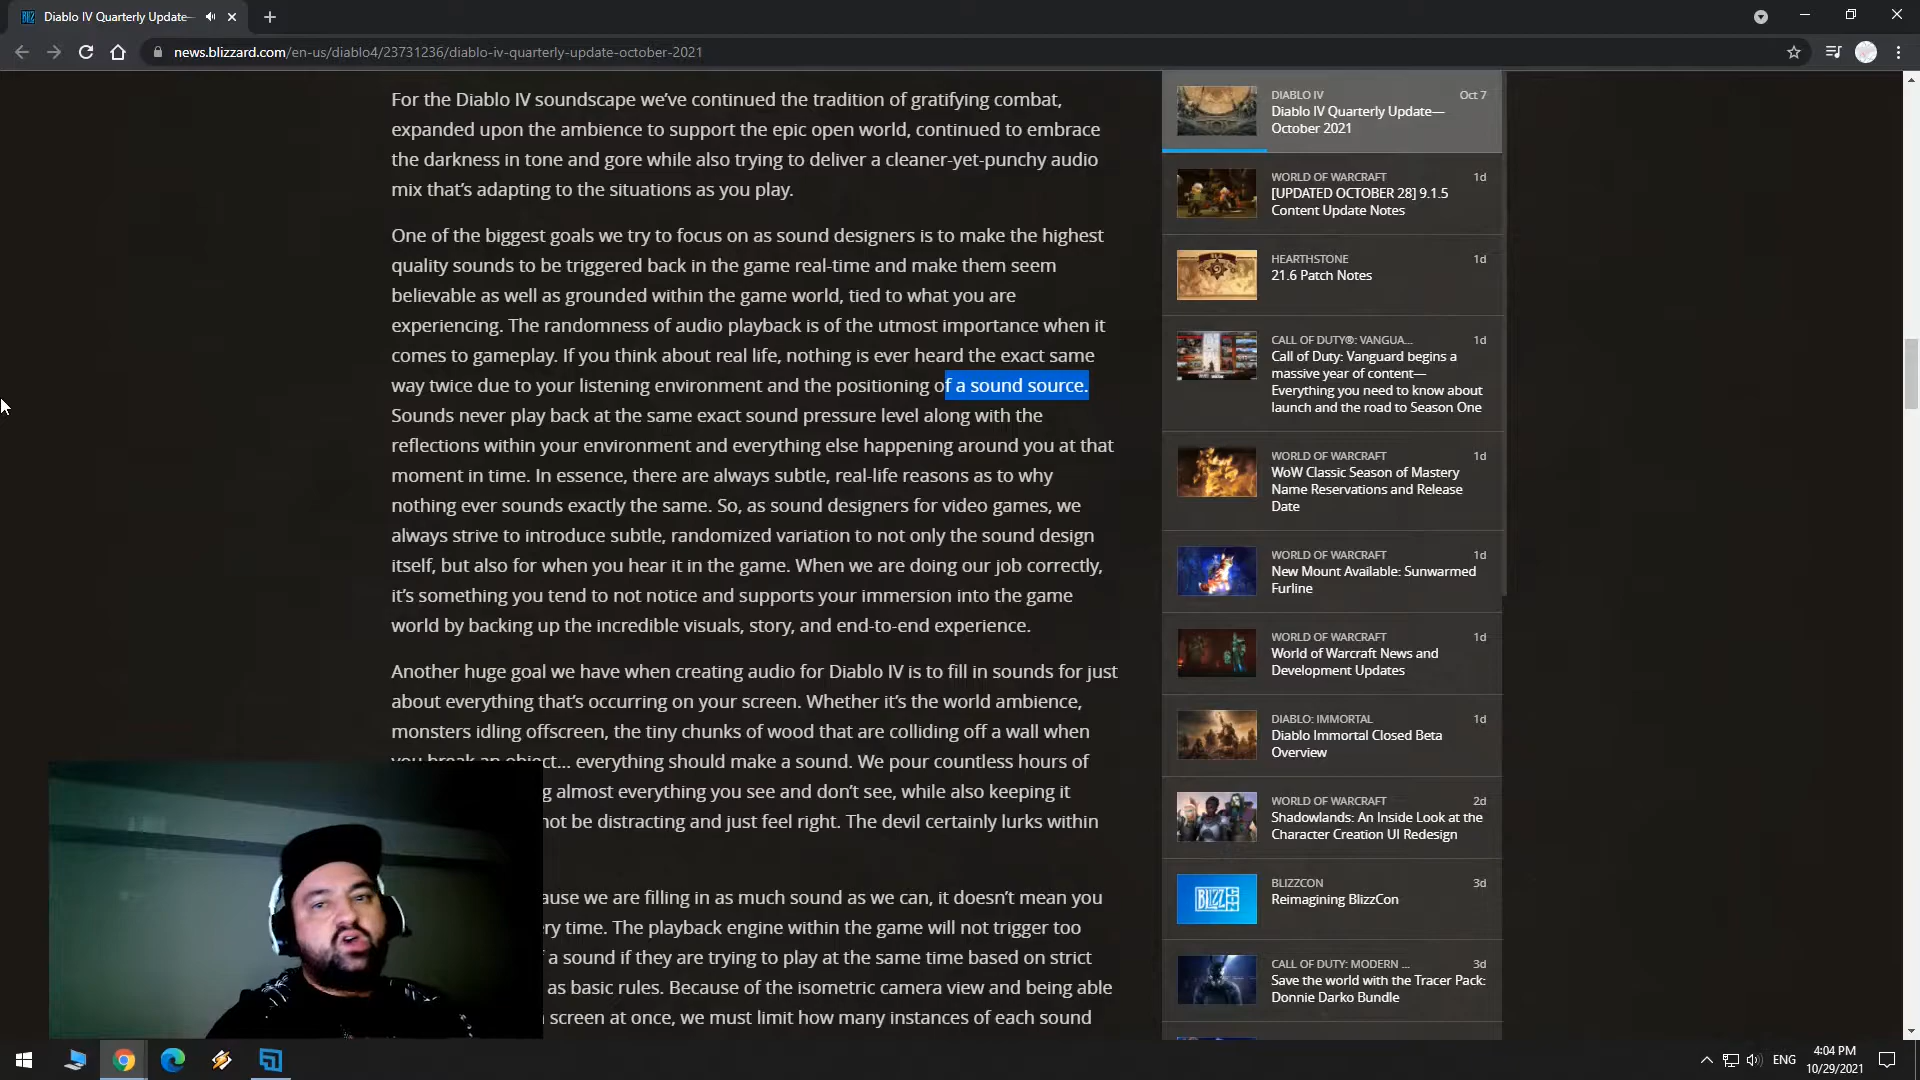 Diablo IV Quarterly Update—
news.blizzard.com/en-us/diablo4/23731236/diablo-iv-quarterly-update-october-2021
For the Diablo IV soundscape we’ve continued the tradition of gratifying combat,
expanded upon the ambience to support the epic open world, continued to embrace
the darkness in tone and gore while also trying to deliver a cleaner-yet-punchy audio
mix that’s adapting to the situations as you play.
One of the biggest goals we try to focus on as sound designers is to make the highest
quality sounds to be triggered back in the game real-time and make them seem
believable as well as grounded within the game world, tied to what you are
experiencing. The randomness of audio playback is of the utmost importance when it
comes to gameplay. If you think about real life, nothing is ever heard the exact same
way twice due to your listening environment and the positioning of a sound source.
Sounds never play back at the same exact sound pressure level along with the
reflections within your environment and everything else happening around you at that
moment in time. In essence, there are always subtle, real-life reasons as to why
nothing ever sounds exactly the same. So, as sound designers for video games, we
always strive to introduce subtle, randomized variation to not only the sound design
itself, but also for when you hear it in the game. When we are doing our job correctly,
it’s something you tend to not notice and supports your immersion into the game
world by backing up the incredible visuals, story, and end-to-end experience.
Another huge goal we have when creating audio for Diablo IV is to fill in sounds for just
about everything that’s occurring on your screen. Whether it’s the world ambience,
monsters idling offscreen, the tiny chunks of wood that are colliding off a wall when
you break an object… everything should make a sound. We pour countless hours of
g almost everything you see and don’t see, while also keeping it
not be distracting and just feel right. The devil certainly lurks within
ause we are filling in as much sound as we can, it doesn’t mean you
ry time. The playback engine within the game will not trigger too
f a sound if they are trying to play at the same time based on strict
as basic rules. Because of the isometric camera view and being able
screen at once, we must limit how many instances of each sound
DIABLO IV Oct 7
Diablo IV Quarterly Update—
October 2021
WORLD OF WARCRAFT 1d
[UPDATED OCTOBER 28] 9.1.5
Content Update Notes
HEARTHSTONE 1d
21.6 Patch Notes
CALL OF DUTY®: VANGUA... 1d
Call of Duty: Vanguard begins a
massive year of content—
Everything you need to know about
launch and the road to Season One
WORLD OF WARCRAFT 1d
WoW Classic Season of Mastery
Name Reservations and Release
Date
WORLD OF WARCRAFT 1d
New Mount Available: Sunwarmed
Furline
WORLD OF WARCRAFT 1d
World of Warcraft News and
Development Updates
DIABLO: IMMORTAL 1d
Diablo Immortal Closed Beta
Overview
WORLD OF WARCRAFT 2d
Shadowlands: An Inside Look at the
Character Creation UI Redesign
BLIZZCON 3d
Reimagining BlizzCon
CALL OF DUTY: MODERN ... 3d
Save the world with the Tracer Pack:
Donnie Darko Bundle
ENG
4:04 PM
10/29/2021